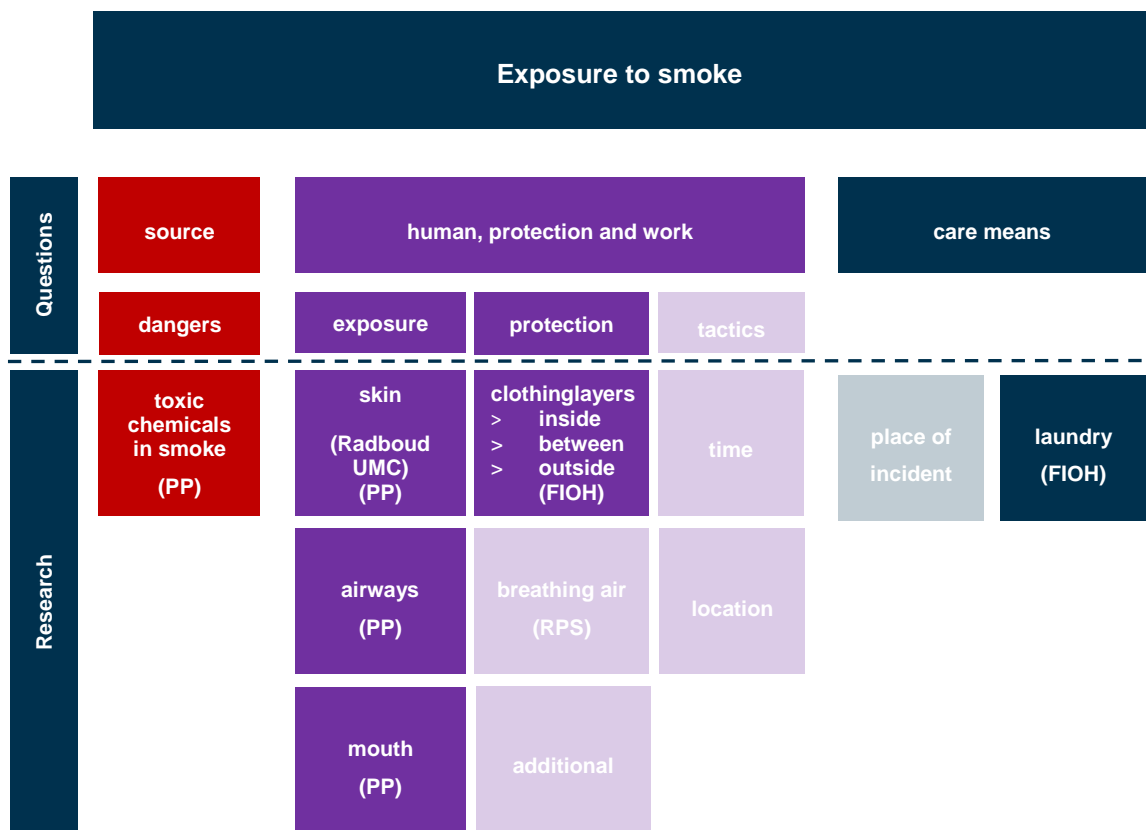 Exposure to smoke
Questions
source
human, protection and work
care means
dangers
exposure
protection
tactics
Research
toxic
chemicals
in smoke
(PP)
skin
(Radboud
UMC)
(PP)
clothinglayers
> inside
> between
> outside
(FIOH)
time
place of
incident
laundry
(FIOH)
airways
(PP)
breathing air
(RPS)
location
mouth
(PP)
additional